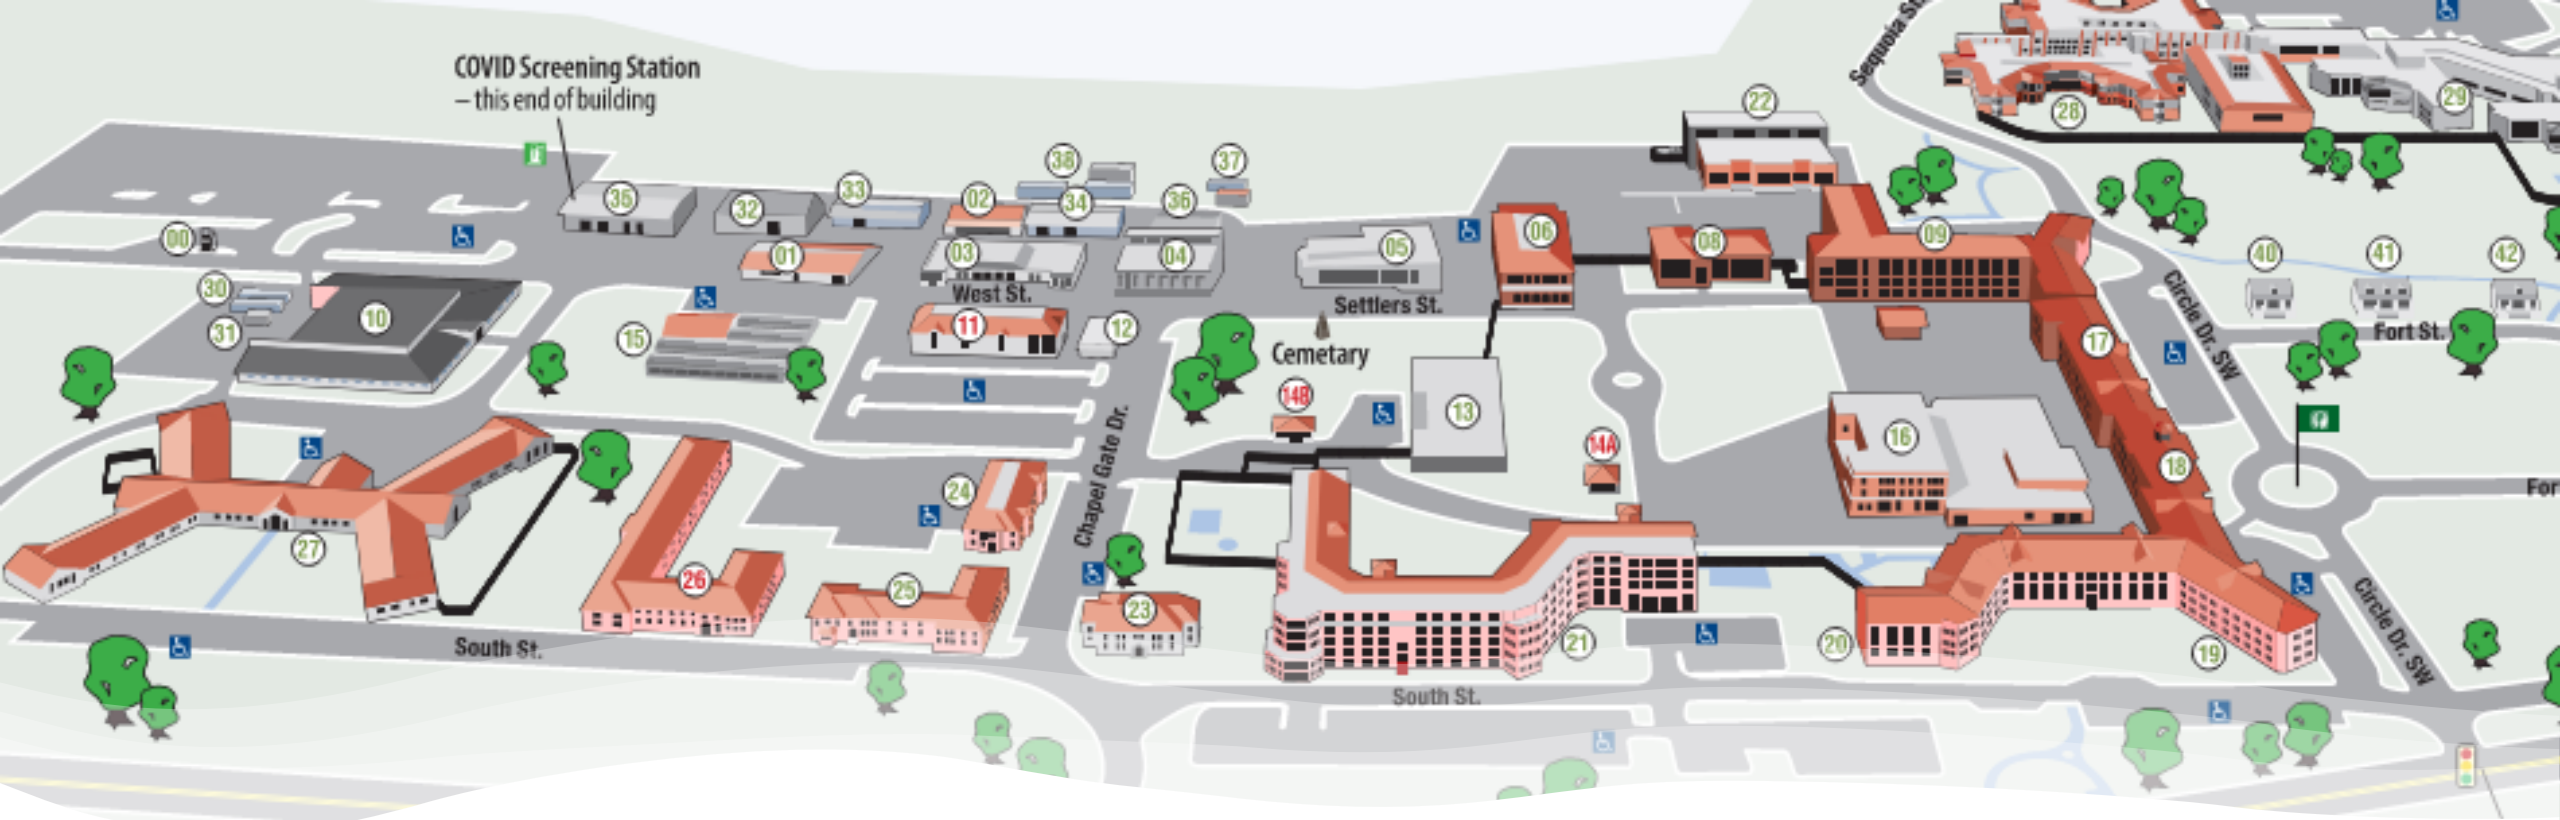 Sequoia St.
COVID Screening Station
– this end of building
22
28
29
38
37
35
32
33
02
34
36
00
01
03
04
05
06
08
09
40
41
42
West St.
Settlers St.
Circle Dr. SW
Fort St.
30
31
10
15
11
12
Cemetary
17
14B
13
14A
16
18
Chapel Gate Dr.
24
For
27
26
25
23
21
20
19
Circle Dr. SW
South St.
South St.